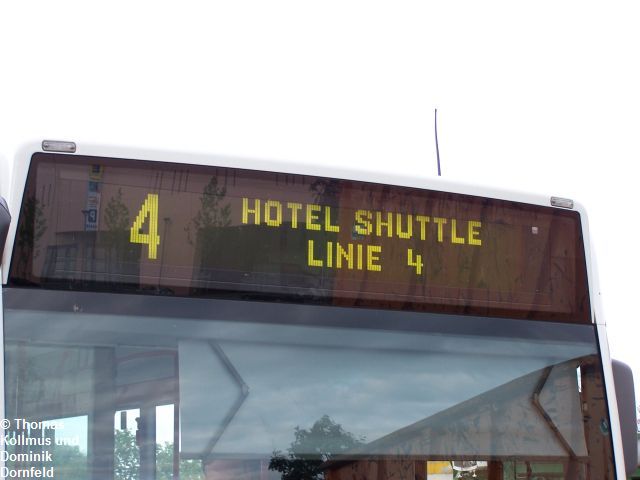 4
HOTEL SHUTTLE
LINIE 4
© Thomas
Kollmus und
Dominik
Dornfeld